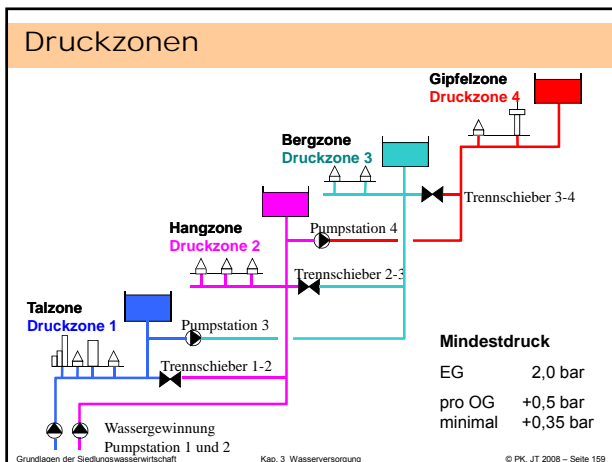 Druckzonen
Gipfelzone
Druckzone 4
Bergzone
Druckzone 3
Trennschieber 3-4
Hangzone
Druckzone 2
Pumpstation 4
Trennschieber 2-3
Talzone
Druckzone 1
Pumpstation 3
Trennschieber 1-2
Mindestdruck
EG 2,0 bar
pro OG +0,5 bar
minimal +0,35 bar
Wassergewinnung
Pumpstation 1 und 2
Grundlagen der Siedlungswasserwirtschaft Kap. 3 Wasserversorgung © PK, JT 2008 – Seite 159